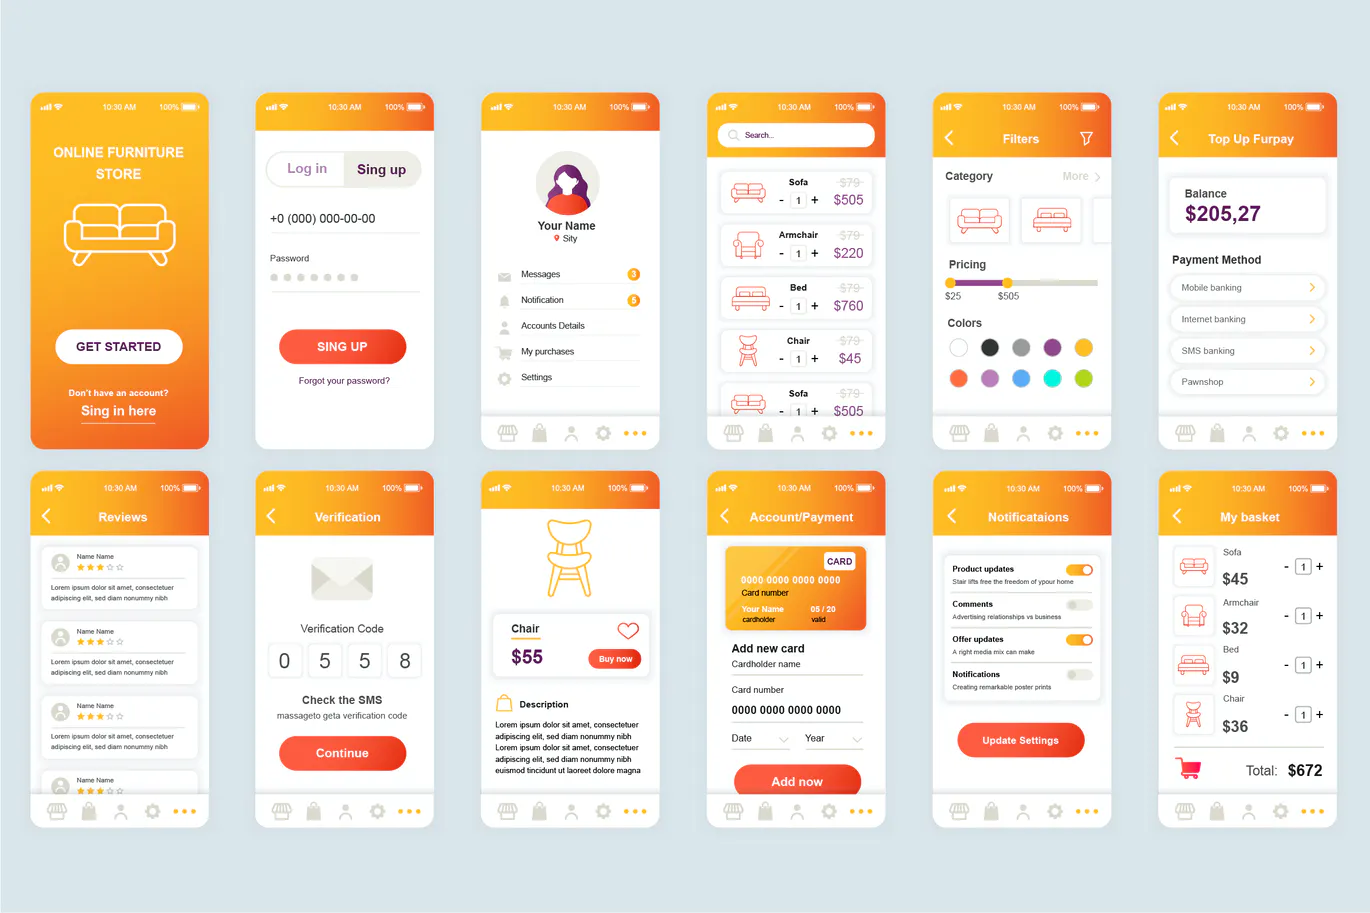 10:30 AM 100%
ONLINE FURNITURE
STORE
GET STARTED
Don't have an account?
Sing in here
10:30 AM 100%
Log in Sing up
+0 (000) 000-00-00
Password
SING UP
Forgot your password?
10:30 AM 100%
Your Name
Sity
Messages 3
Notification 5
Accounts Details
My purchases
Settings
10:30 AM 100%
Search...
Sofa $79
- 1 + $505
Armchair $79
- 1 + $220
Bed $79
- 1 + $760
Chair $79
- 1 + $45
Sofa $79
- 1 + $505
10:30 AM 100%
Filters
Category More
Pricing
$25 $505
Colors
10:30 AM 100%
Top Up Furpay
Balance
$205,27
Payment Method
Mobile banking
Internet banking
SMS banking
Pawnshop
10:30 AM 100%
Reviews
Name Name
Lorem ipsum dolor sit amet, consectetuer
adipiscing elit, sed diam nonummy nibh
Name Name
Lorem ipsum dolor sit amet, consectetuer
adipiscing elit, sed diam nonummy nibh
Name Name
Lorem ipsum dolor sit amet, consectetuer
adipiscing elit, sed diam nonummy nibh
Name Name
10:30 AM 100%
Verification
Verification Code
0 5 5 8
Check the SMS
massageto geta verification code
Continue
10:30 AM 100%
Chair
$55
Buy now
Description
Lorem ipsum dolor sit amet, consectetuer
adipiscing elit, sed diam nonummy nibh
Lorem ipsum dolor sit amet, consectetuer
adipiscing elit, sed diam nonummy nibh
euismod tincidunt ut laoreet dolore magna
10:30 AM 100%
Account/Payment
CARD
0000 0000 0000 0000
Card number
Your Name 05 / 20
cardholder valid
Add new card
Cardholder name
Card number
0000 0000 0000 0000
Date Year
Add now
10:30 AM 100%
Notificataions
Product updates
Stair lifts free the freedom of ypour home
Comments
Advertising relationships vs business
Offer updates
A right media mix can make
Notifications
Creating remarkable poster prints
Update Settings
10:30 AM 100%
My basket
Sofa
$45 - 1 +
Armchair
$32 - 1 +
Bed
$9 - 1 +
Chair
$36 - 1 +
Total: $672